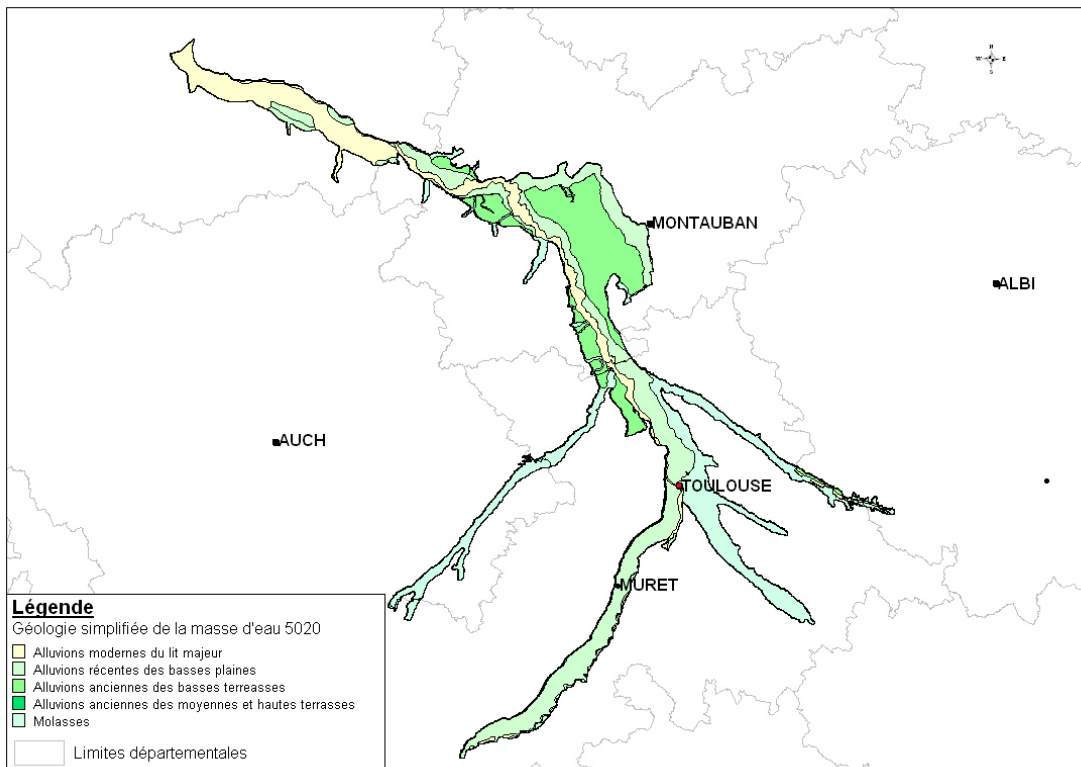 N
W E
S
MONTAUBAN
ALBI
AUCH
TOULOUSE
MURET
Légende
Géologie simplifiée de la masse d'eau 5020
Alluvions modernes du lit majeur
Alluvions récentes des basses plaines
Alluvions anciennes des basses terreasses
Alluvions anciennes des moyennes et hautes terrasses
Molasses
Limites départementales